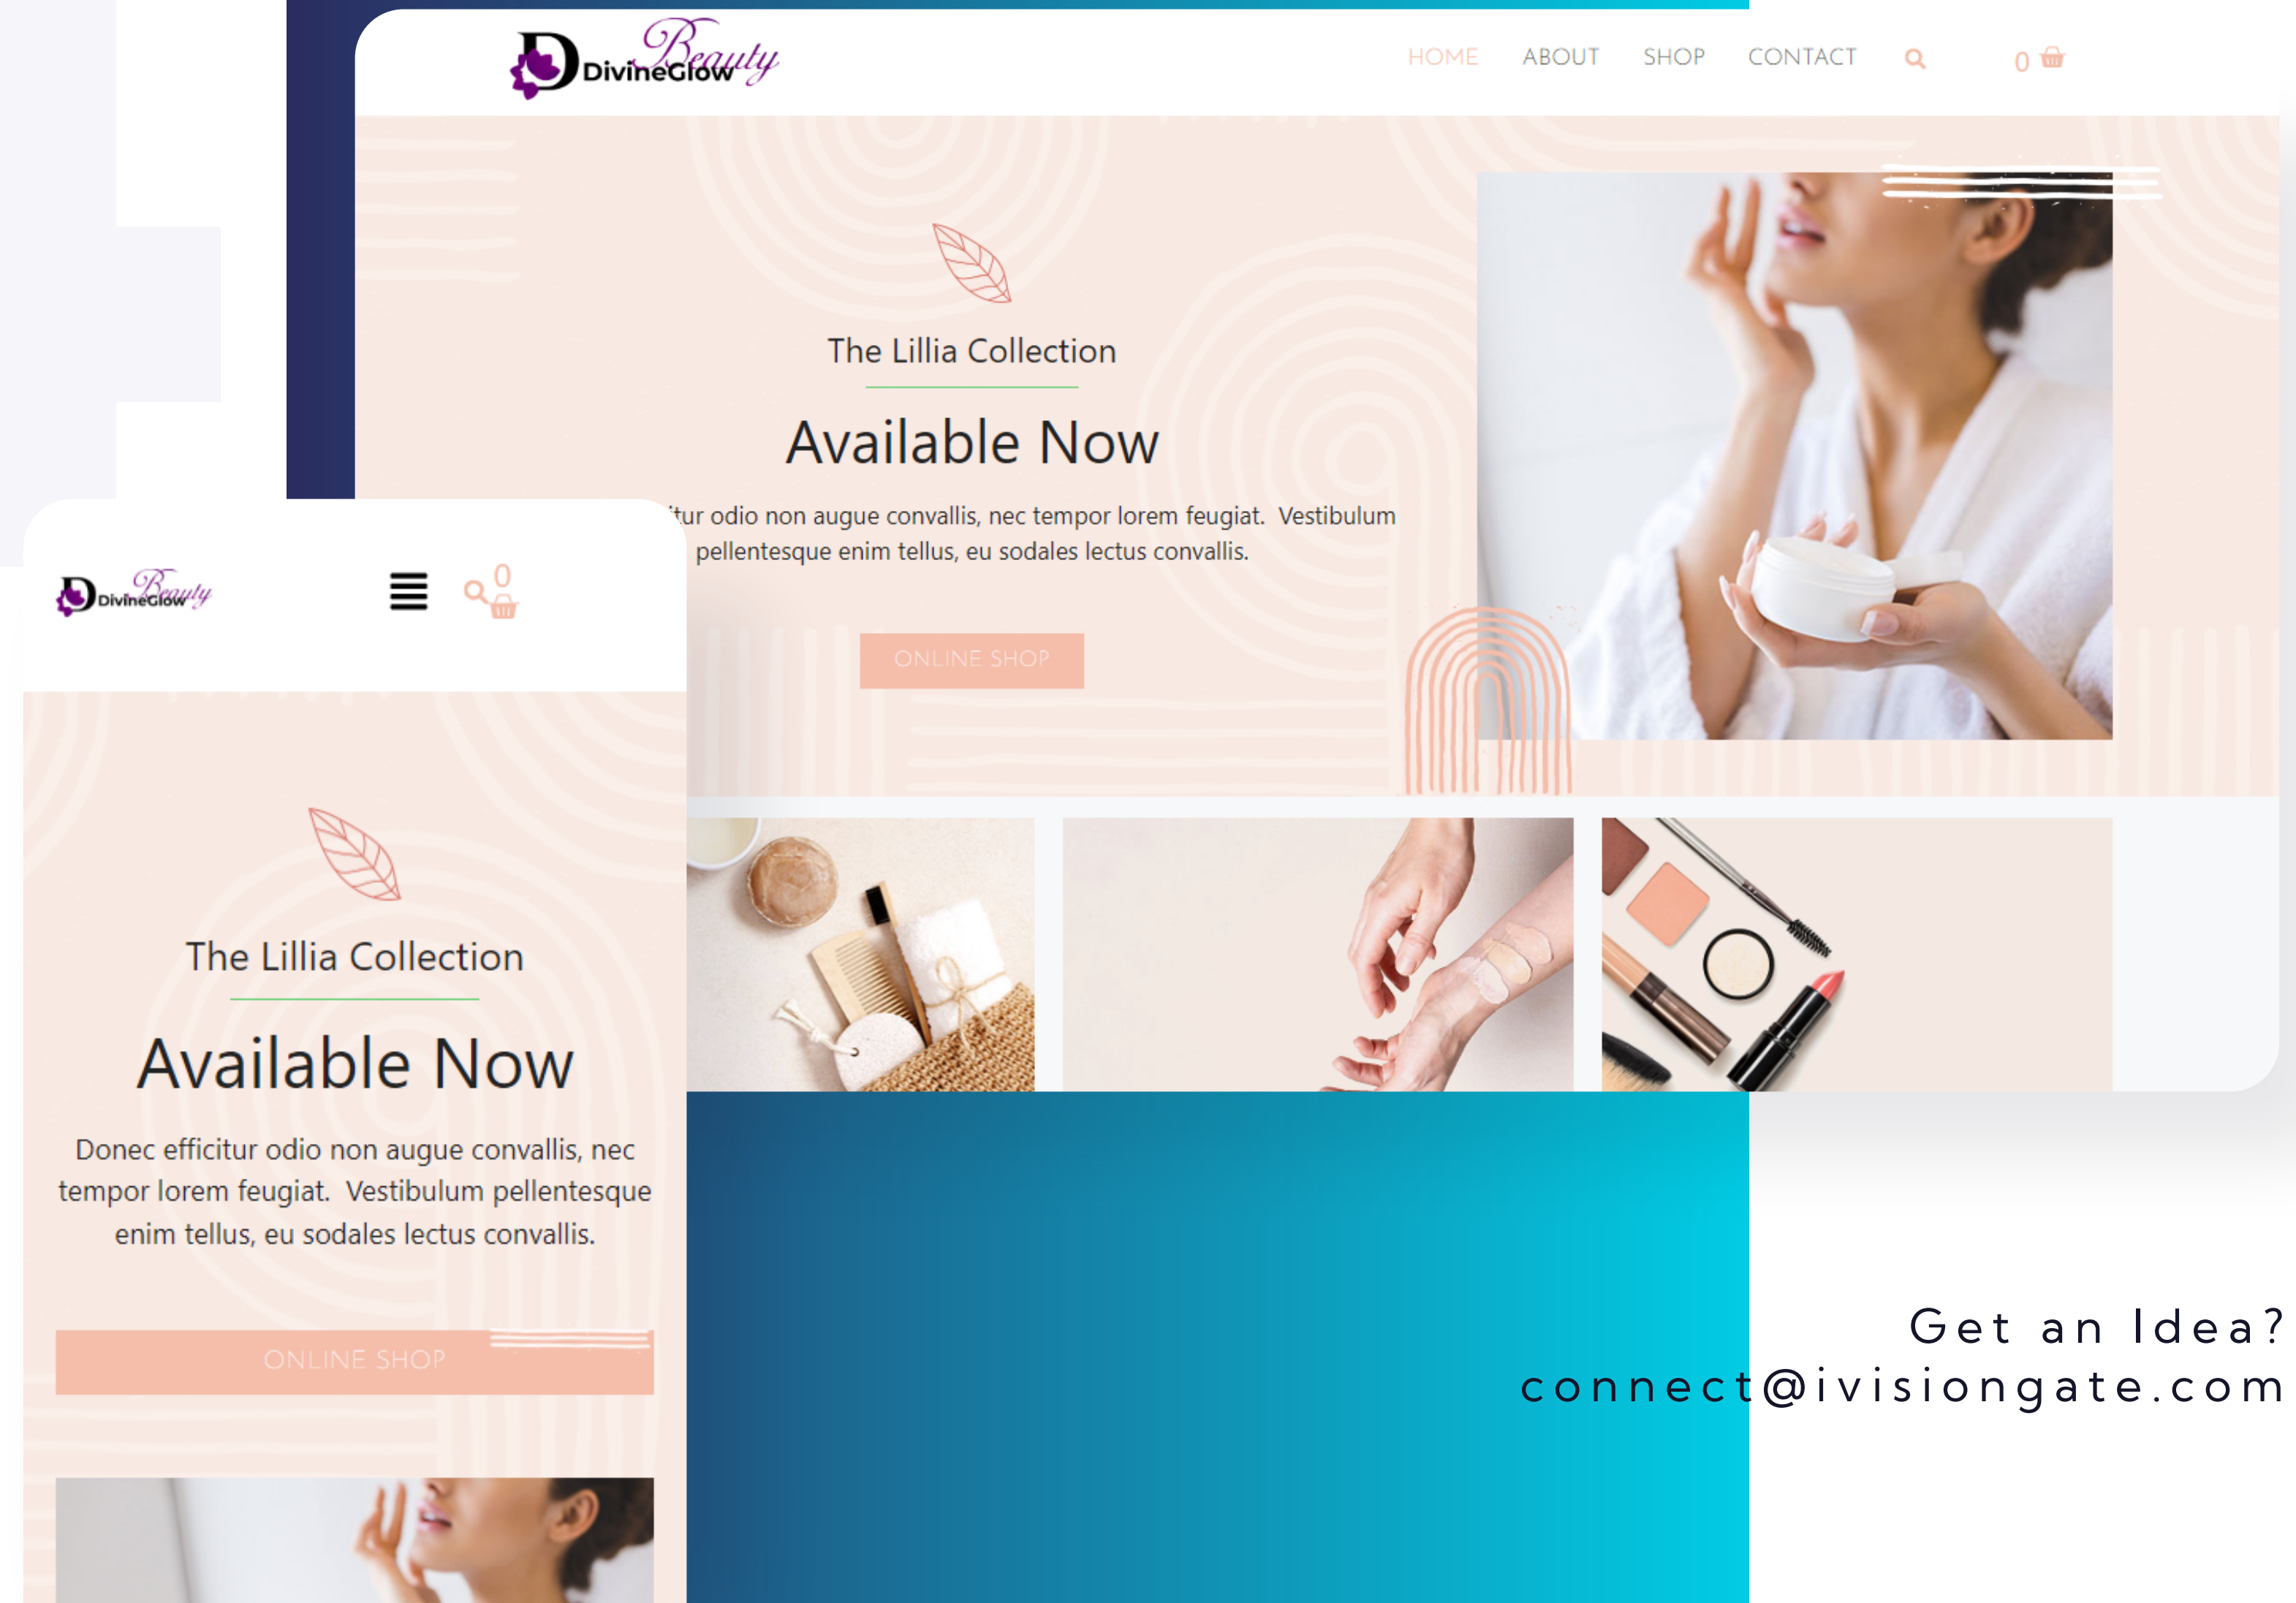 DivineGlow Beauty
HOME ABOUT SHOP CONTACT 0
The Lillia Collection
Available Now
tur odio non augue convallis, nec tempor lorem feugiat. Vestibulum
pellentesque enim tellus, eu sodales lectus convallis.
ONLINE SHOP
DivineGlow Beauty
0
The Lillia Collection
Available Now
Donec efficitur odio non augue convallis, nec
tempor lorem feugiat. Vestibulum pellentesque
enim tellus, eu sodales lectus convallis.
ONLINE SHOP
Get an Idea?
connect@ivisiongate.com